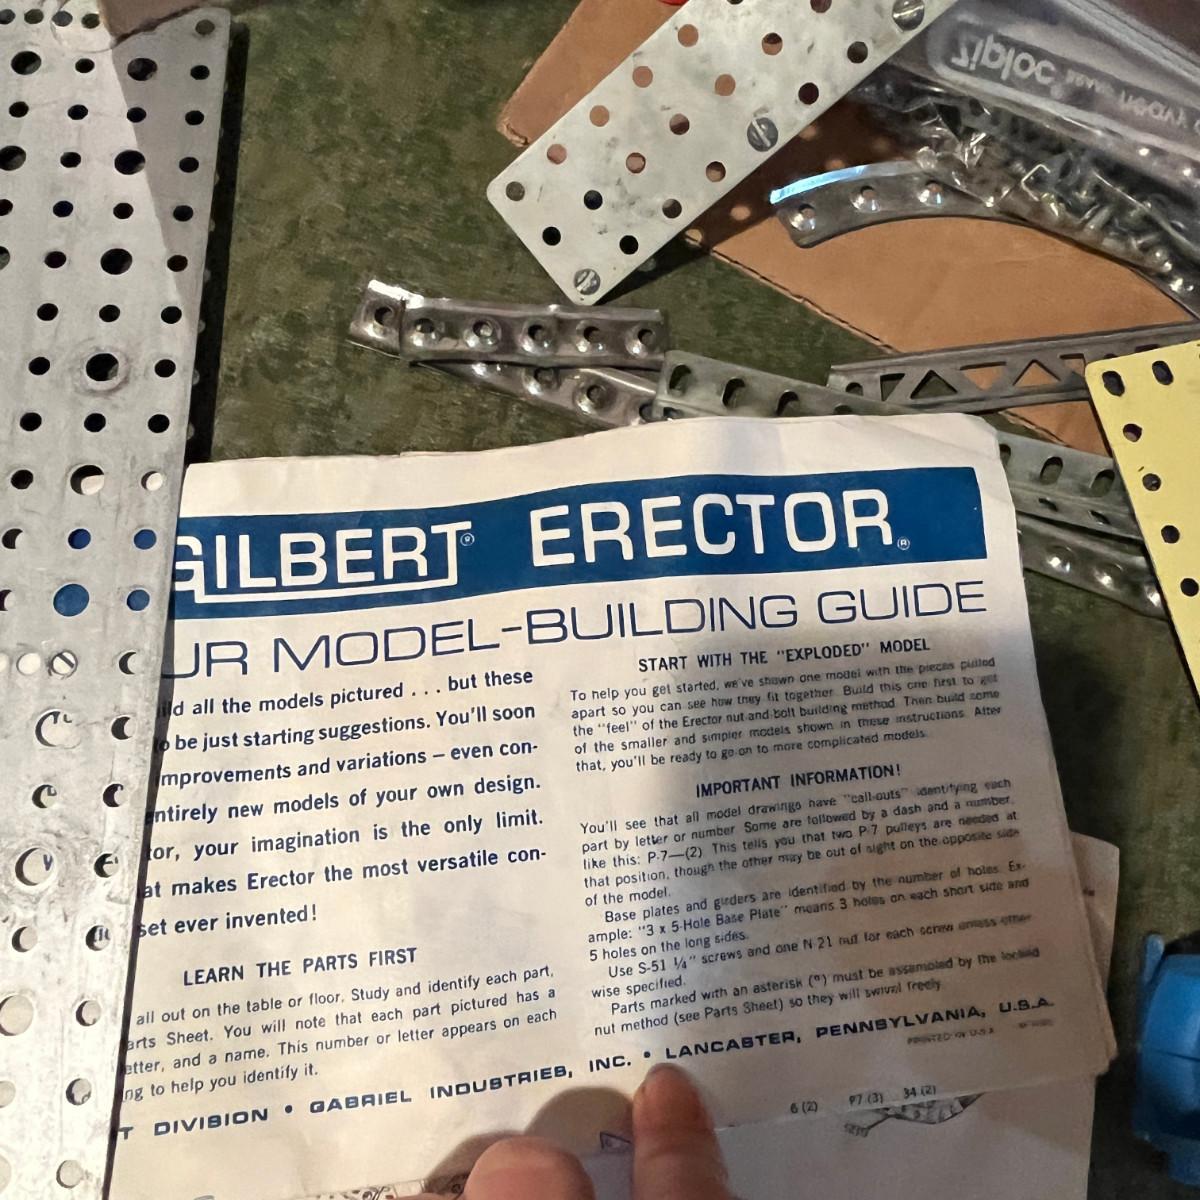 Ziploc
GILBERT® ERECTOR®
UR MODEL-BUILDING GUIDE
ld all the models pictured . . . but these
o be just starting suggestions. You'll soon
mprovements and variations – even con-
ntirely new models of your own design.
tor, your imagination is the only limit.
at makes Erector the most versatile con-
set ever invented!
LEARN THE PARTS FIRST
all out on the table or floor. Study and identify each part,
arts Sheet. You will note that each part pictured has a
etter, and a name. This number or letter appears on each
ng to help you identify it.
START WITH THE "EXPLODED" MODEL
To help you get started, we've shown one model with the pieces pulled
apart so you can see how they fit together. Build this one first to get
the "feel" of the Erector nut-and-bolt building method. Then build some
of the smaller and simpler models shown in these instructions. After
that, you'll be ready to go on to more complicated models.
IMPORTANT INFORMATION!
You'll see that all model drawings have "call-outs" identifying each
part by letter or number. Some are followed by a dash and a number,
like this: P-7—(2). This tells you that two P-7 pulleys are needed at
that position, though the other may be out of sight on the opposite side
of the model.
Base plates and girders are identified by the number of holes. Ex-
ample: "3 x 5-Hole Base Plate" means 3 holes on each short side and
5 holes on the long sides.
Use S-51 ¼" screws and one N-21 nut for each screw unless other-
wise specified.
Parts marked with an asterisk (*) must be assembled by the locked
nut method (see Parts Sheet) so they will swivel freely.
T DIVISION • GABRIEL INDUSTRIES, INC. • LANCASTER, PENNSYLVANIA, U.S.A.
PRINTED IN U.S.A.
6 (2) P7 (3) 34 (2)